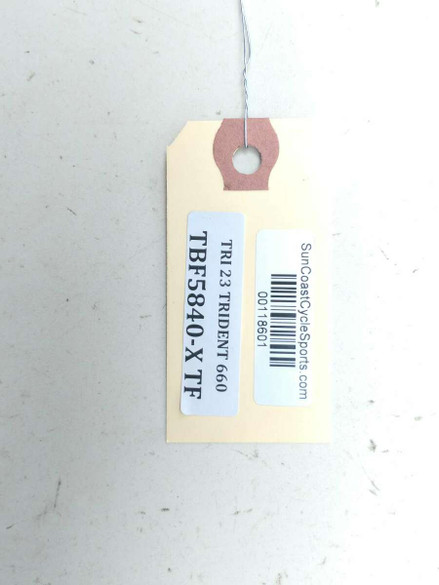 SunCoastCycleSports.com
00118601
TRI 23 TRIDENT 660
TBF5840-X TF